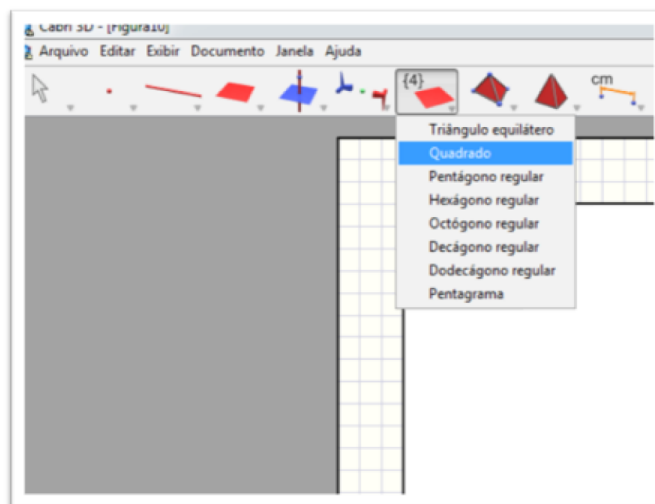 Cabri 3D - [Figura10]
Arquivo Editar Exibir Documento Janela Ajuda
{4}
cm
Triângulo equilátero
Quadrado
Pentágono regular
Hexágono regular
Octógono regular
Decágono regular
Dodecágono regular
Pentagrama